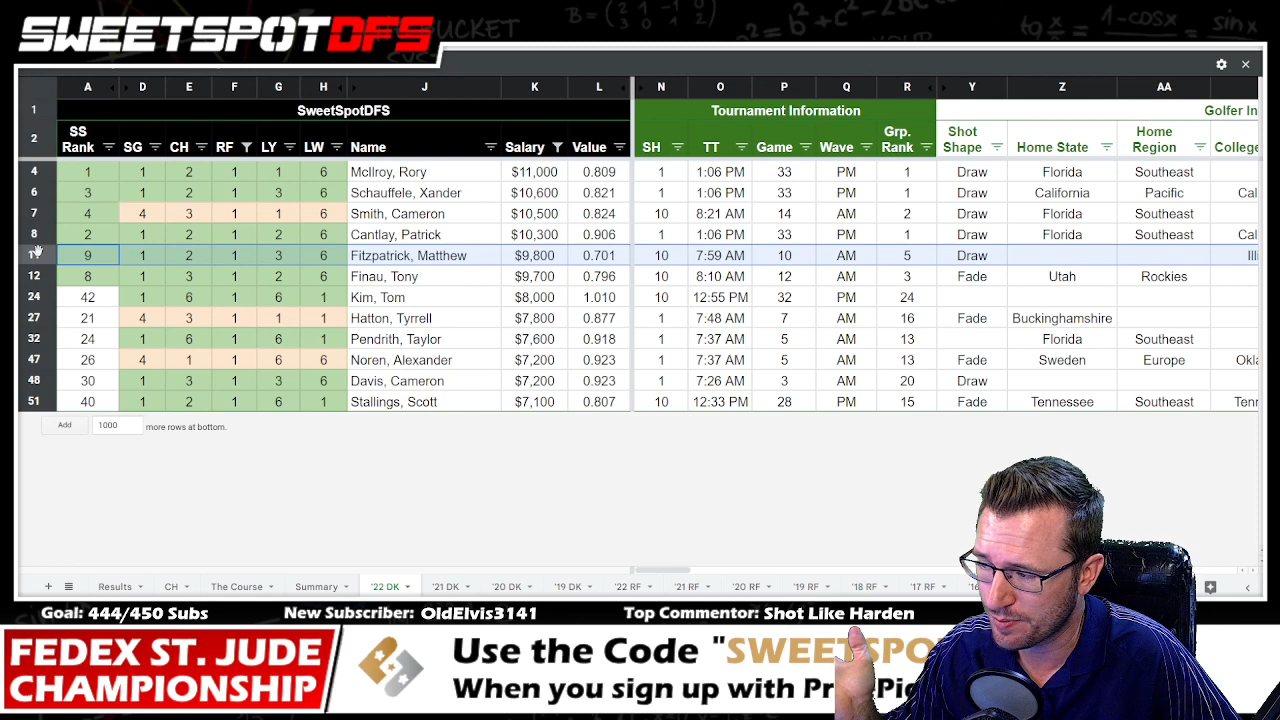 SWEETSPOTDFS
A D E F G H J K L N O P Q R Y Z AA
1 SweetSpotDFS Tournament Information Golfer In
2 SS Rank SG CH RF LY LW Name Salary Value SH TT Game Wave Grp. Rank Shot Shape Home State Home Region College
4 1 1 2 1 1 6 McIlroy, Rory $11,000 0.809 1 1:06 PM 33 PM 1 Draw Florida Southeast
6 3 1 2 1 3 6 Schauffele, Xander $10,600 0.821 1 1:06 PM 33 PM 1 Draw California Pacific Cal
7 4 4 3 1 1 6 Smith, Cameron $10,500 0.824 10 8:21 AM 14 AM 2 Draw Florida Southeast
8 2 1 2 1 2 6 Cantlay, Patrick $10,300 0.906 1 1:06 PM 33 PM 1 Draw Florida Southeast Cal
9 1 2 1 3 6 Fitzpatrick, Matthew $9,800 0.701 10 7:59 AM 10 AM 5 Draw Illi
12 8 1 3 1 2 6 Finau, Tony $9,700 0.796 10 8:10 AM 12 AM 3 Fade Utah Rockies
24 42 1 6 1 6 6 Kim, Tom $8,000 1.010 10 12:55 PM 32 PM 24
27 21 4 3 1 1 1 Hatton, Tyrrell $7,800 0.877 1 7:48 AM 7 AM 16 Fade Buckinghamshire
32 24 1 6 1 6 1 Pendrith, Taylor $7,600 0.918 1 7:37 AM 5 AM 13 Florida Southeast
47 26 4 1 1 6 6 Noren, Alexander $7,200 0.923 1 7:37 AM 5 AM 13 Fade Sweden Europe Okla
48 30 1 3 1 3 6 Davis, Cameron $7,200 0.923 1 7:26 AM 3 AM 20 Draw
51 40 1 2 1 6 1 Stallings, Scott $7,100 0.807 10 12:33 PM 28 PM 15 Fade Tennessee Southeast Tenn
Add 1000 more rows at bottom.
Results CH The Course Summary '22 DK '21 DK '20 DK '19 DK '22 RF '21 RF '20 RF '19 RF '18 RF '17 RF
Goal: 444/450 Subs New Subscriber: OldElvis3141 Top Commentor: Shot Like Harden
FEDEX ST. JUDE
CHAMPIONSHIP
Use the Code "SWEETSPO
When you sign up with Pr